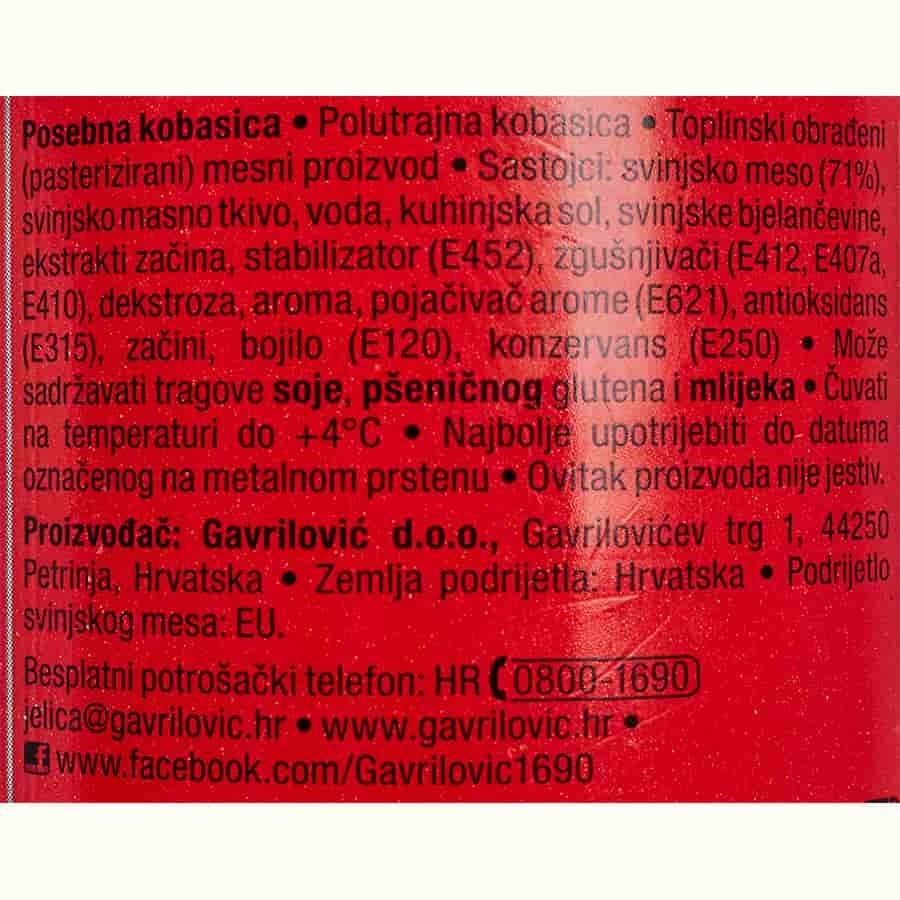 Posebna kobasica • Polutrajna kobasica • Toplinski obrađeni
(pasterizirani) mesni proizvod • Sastojci: svinjsko meso (71%),
svinjsko masno tkivo, voda, kuhinjska sol, svinjske bjelančevine,
ekstrakti začina, stabilizator (E452), zgušnjivači (E412, E407a,
E410), dekstroza, aroma, pojačivač arome (E621), antioksidans
(E315), začini, bojilo (E120), konzervans (E250) • Može
sadržavati tragove soje, pšeničnog glutena i mlijeka • Čuvati
na temperaturi do +4°C • Najbolje upotrijebiti do datuma
označenog na metalnom prstenu • Ovitak proizvoda nije jestiv.
Proizvođač: Gavrilović d.o.o., Gavrilovićev trg 1, 44250
Petrinja, Hrvatska • Zemlja podrijetla: Hrvatska • Podrijetlo
svinjskog mesa: EU.
Besplatni potrošački telefon: HR 0800-1690
jelica@gavrilovic.hr • www.gavrilovic.hr •
f www.facebook.com/Gavrilovic1690